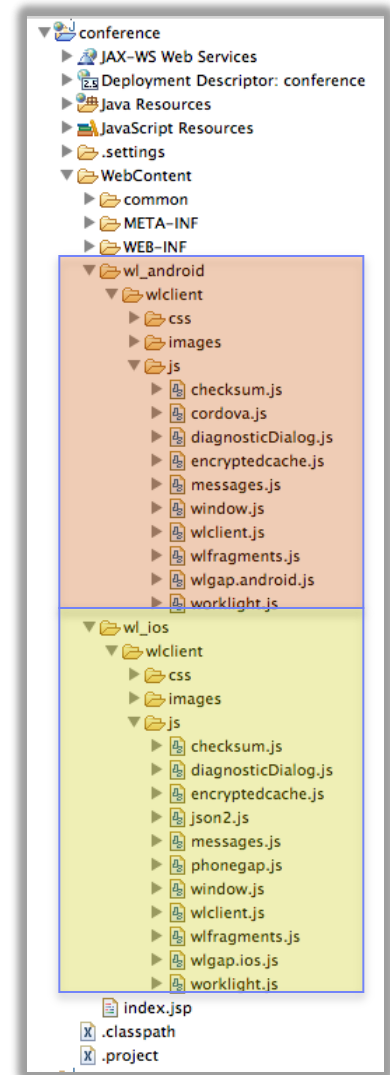 conference
JAX-WS Web Services
2.5 Deployment Descriptor: conference
Java Resources
JavaScript Resources
.settings
WebContent
common
META-INF
WEB-INF
wl_android
wlclient
css
images
js
checksum.js
cordova.js
diagnosticDialog.js
encryptedcache.js
messages.js
window.js
wlclient.js
wlfragments.js
wlgap.android.js
worklight.js
wl_ios
wlclient
css
images
js
checksum.js
diagnosticDialog.js
encryptedcache.js
json2.js
messages.js
phonegap.js
window.js
wlclient.js
wlfragments.js
wlgap.ios.js
worklight.js
index.jsp
X .classpath
X .project